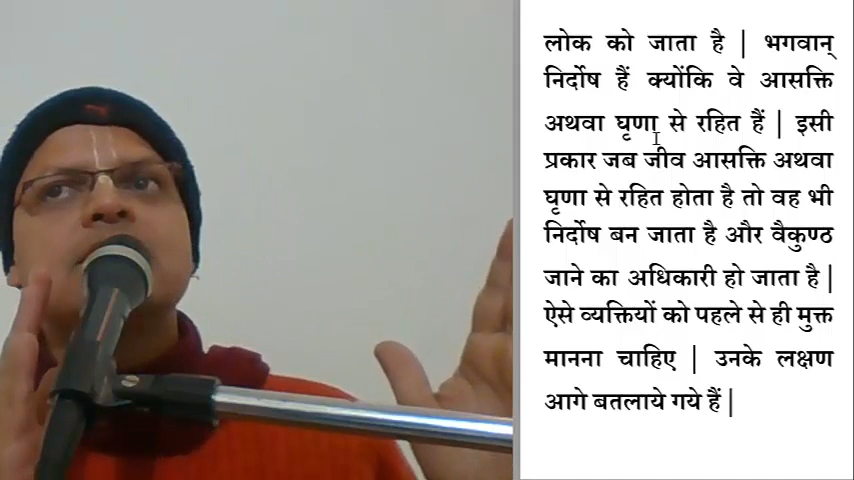 लोक को जाता है | भगवान्
निर्दोष हैं क्योंकि वे आसक्ति
अथवा घृणा से रहित हैं | इसी
प्रकार जब जीव आसक्ति अथवा
घृणा से रहित होता है तो वह भी
निर्दोष बन जाता है और वैकुण्ठ
जाने का अधिकारी हो जाता है |
ऐसे व्यक्तियों को पहले से ही मुक्त
मानना चाहिए | उनके लक्षण
आगे बतलाये गये हैं |